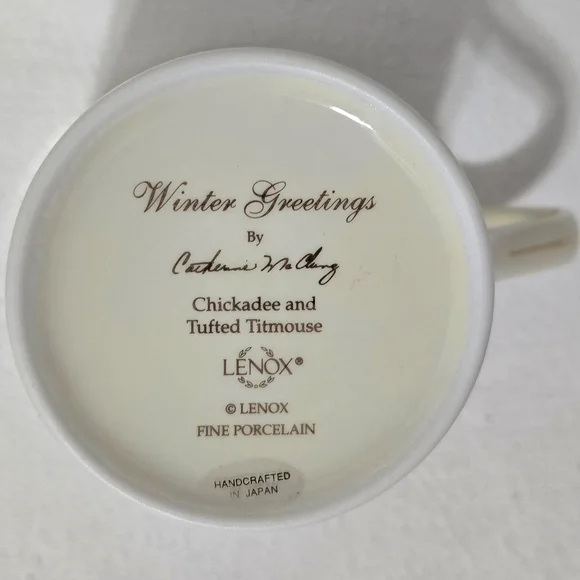 Winter Greetings
By
Catherine McClung
Chickadee and
Tufted Titmouse
LENOX®
© LENOX
FINE PORCELAIN
HANDCRAFTED
IN JAPAN